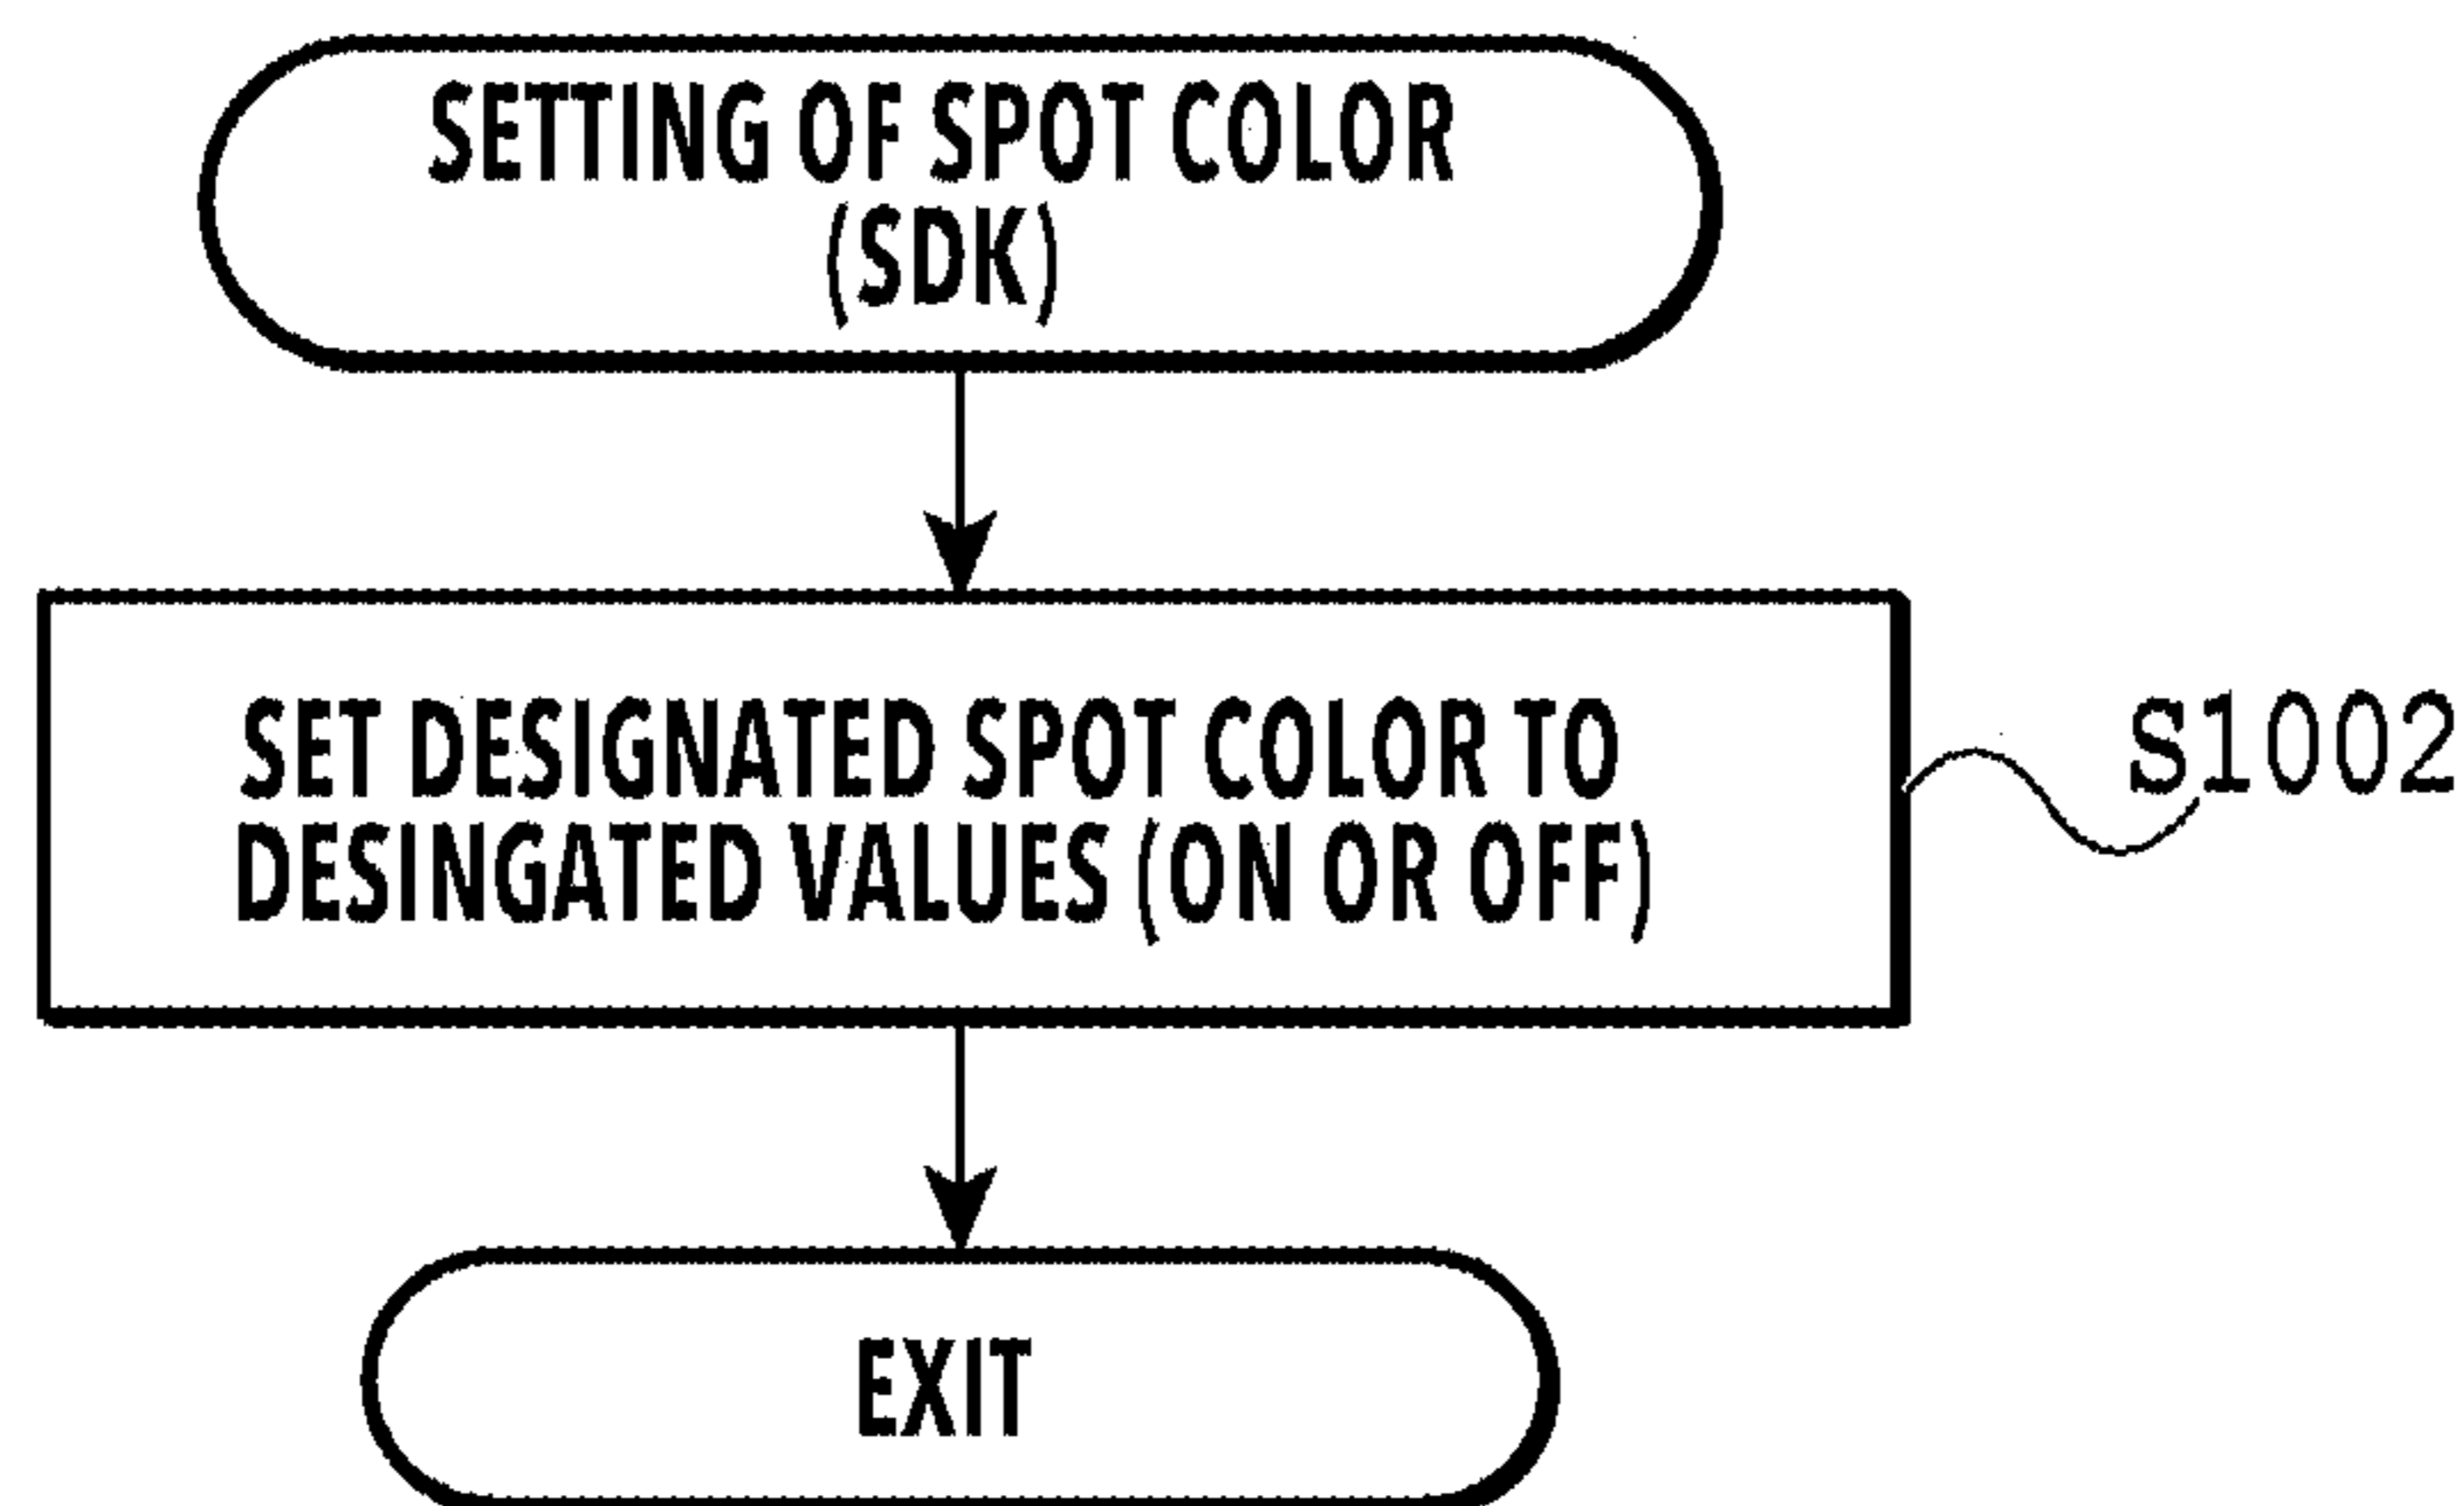 SETTING OF SPOT COLOR
(SDK)
SET DESIGNATED SPOT COLOR TO
DESINGATED VALUES (ON OR OFF)
S1002
EXIT